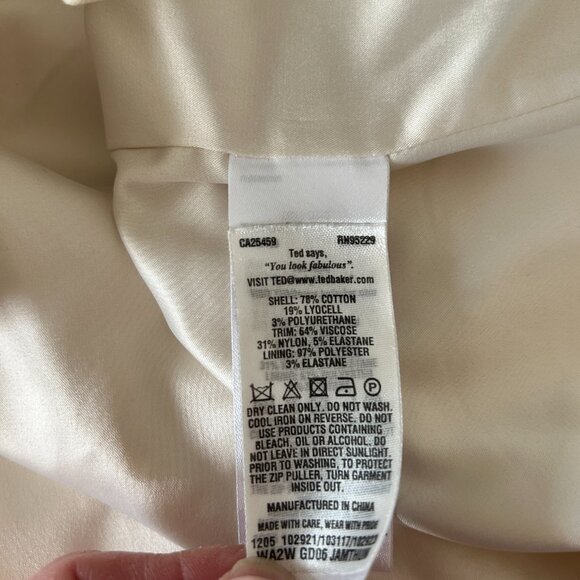 CA25459 RN95229
Ted says,
"You look fabulous".
VISIT TED@www.tedbaker.com
SHELL: 78% COTTON
19% LYOCELL
3% POLYURETHANE
TRIM: 64% VISCOSE
31% NYLON, 5% ELASTANE
LINING: 97% POLYESTER
3% ELASTANE
P
DRY CLEAN ONLY. DO NOT WASH.
COOL IRON ON REVERSE. DO NOT
USE PRODUCTS CONTAINING
BLEACH, OIL OR ALCOHOL. DO
NOT LEAVE IN DIRECT SUNLIGHT.
PRIOR TO WASHING, TO PROTECT
THE ZIP PULLER, TURN GARMENT
INSIDE OUT.
MANUFACTURED IN CHINA
MADE WITH CARE, WEAR WITH PRIDE
1205 102921/103117/102923
WA2W GD06